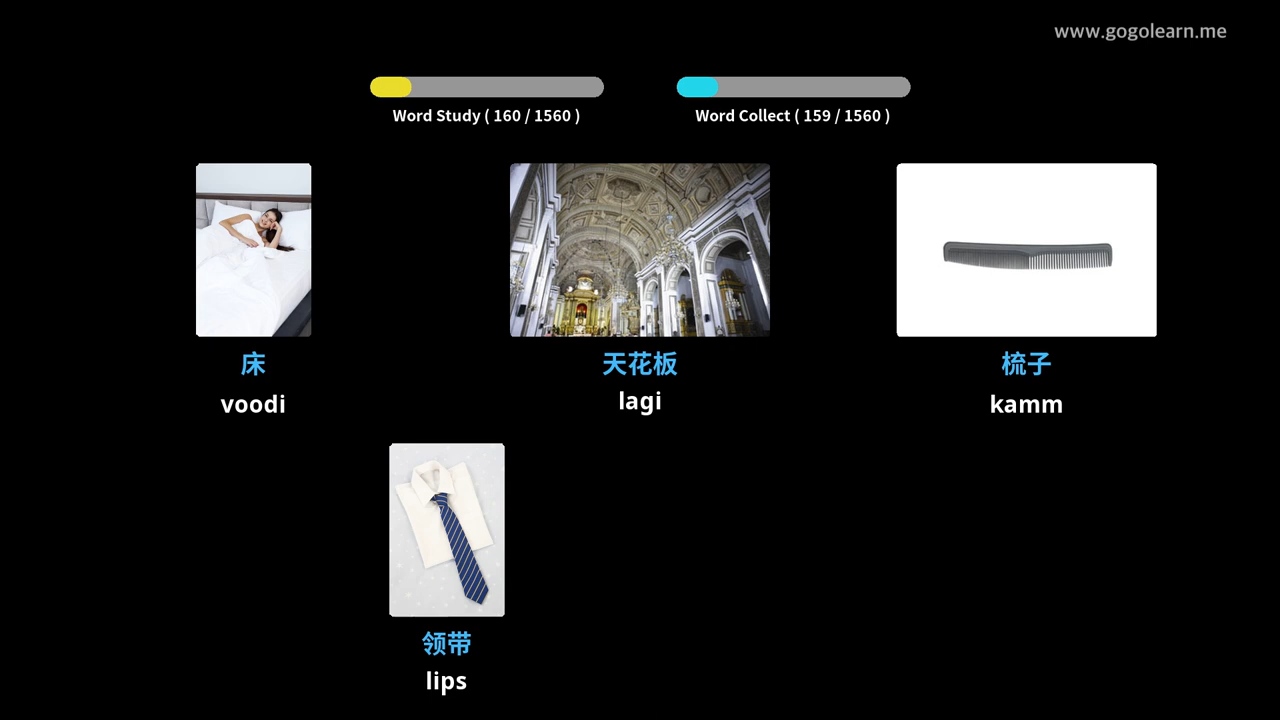 www.gogolearn.me
Word Study ( 160 / 1560 )
Word Collect ( 159 / 1560 )
床
voodi
天花板
lagi
梳子
kamm
领带
lips